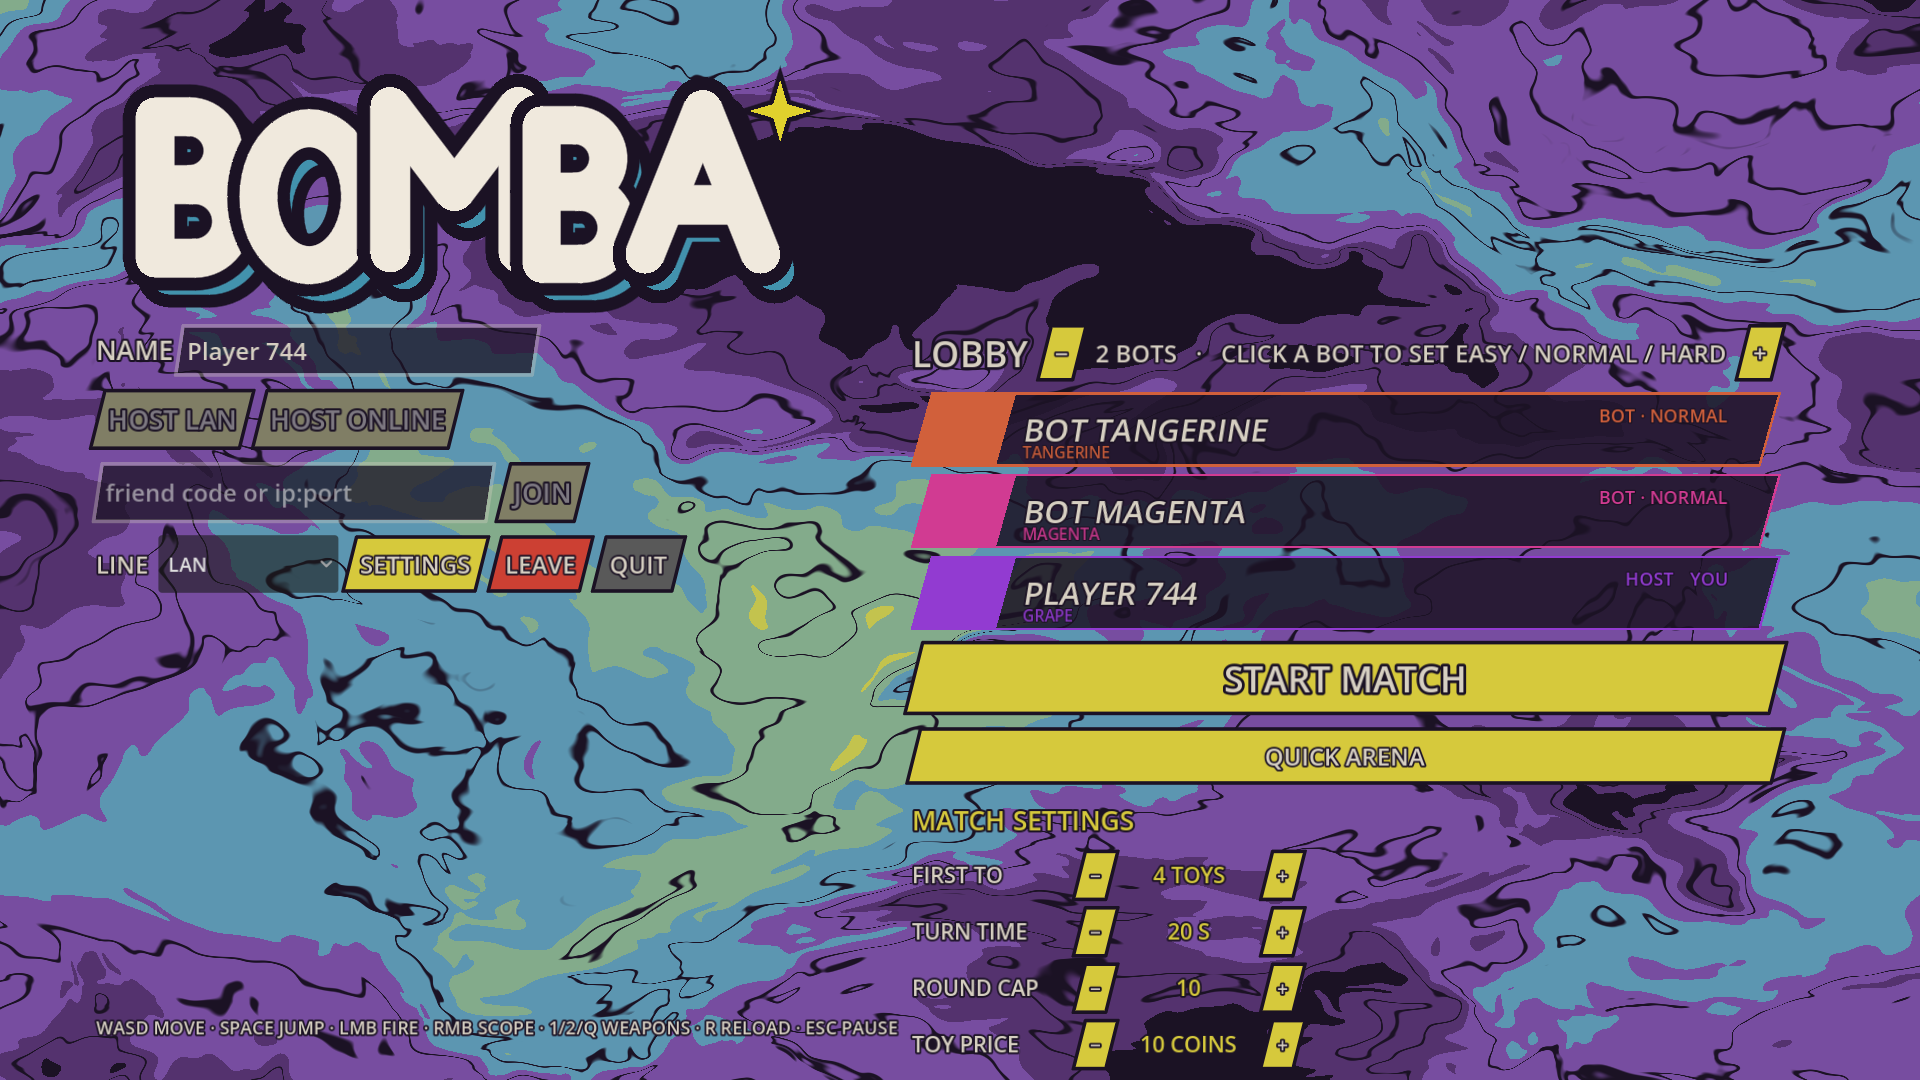 BOMBA
NAME Player 744
HOST LAN HOST ONLINE
friend code or ip:port JOIN
LINE LAN SETTINGS LEAVE QUIT
WASD MOVE · SPACE JUMP · LMB FIRE · RMB SCOPE · 1/2/Q WEAPONS · R RELOAD · ESC PAUSE
LOBBY - 2 BOTS · CLICK A BOT TO SET EASY / NORMAL / HARD +
BOT TANGERINE BOT · NORMAL
TANGERINE
BOT MAGENTA BOT · NORMAL
MAGENTA
PLAYER 744 HOST YOU
GRAPE
START MATCH
QUICK ARENA
MATCH SETTINGS
FIRST TO - 4 TOYS +
TURN TIME - 20 S +
ROUND CAP - 10 +
TOY PRICE - 10 COINS +